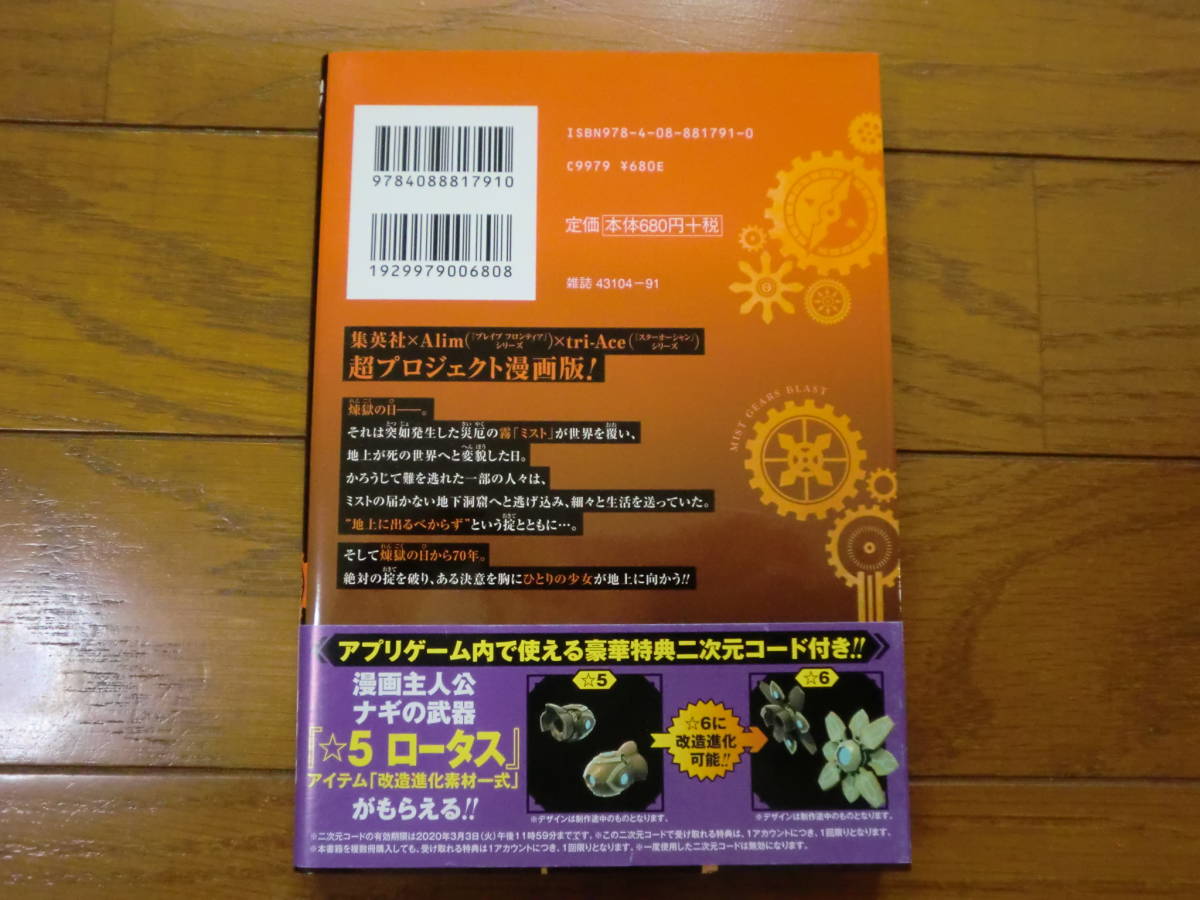 9784088817910
1929979006808
ISBN978-4-08-881791-0
C9979 ¥680E
定価 本体680円+税
雑誌 43104-91
集英社×Alim(『ブレイブ フロンティア』シリーズ)×tri-Ace(『スターオーシャン』シリーズ)
超プロジェクト漫画版!
煉獄の日――。
それは突如発生した災厄の霧「ミスト」が世界を覆い、
地上が死の世界へと変貌した日。
かろうじて難を逃れた一部の人々は、
ミストの届かない地下洞窟へと逃げ込み、細々と生活を送っていた。
"地上に出るべからず"という掟とともに…。
そして煉獄の日から70年。
絶対の掟を破り、ある決意を胸にひとりの少女が地上に向かう!!
MIST GEARS BLAST
アプリゲーム内で使える豪華特典二次元コード付き!!
漫画主人公
ナギの武器
『☆5 ロータス』
アイテム「改造進化素材一式」
がもらえる!!
☆5
☆6に
改造進化
可能!!
☆6
※デザインは制作途中のものとなります。
※デザインは制作途中のものとなります。
※二次元コードの有効期限は2020年3月3日(火)午後11時59分までです。※この二次元コードで受け取れる特典は、1アカウントにつき、1回限りとなります。
※本書籍を複数冊購入しても、受け取れる特典は1アカウントにつき、1回限りとなります。※一度使用した二次元コードは無効になります。